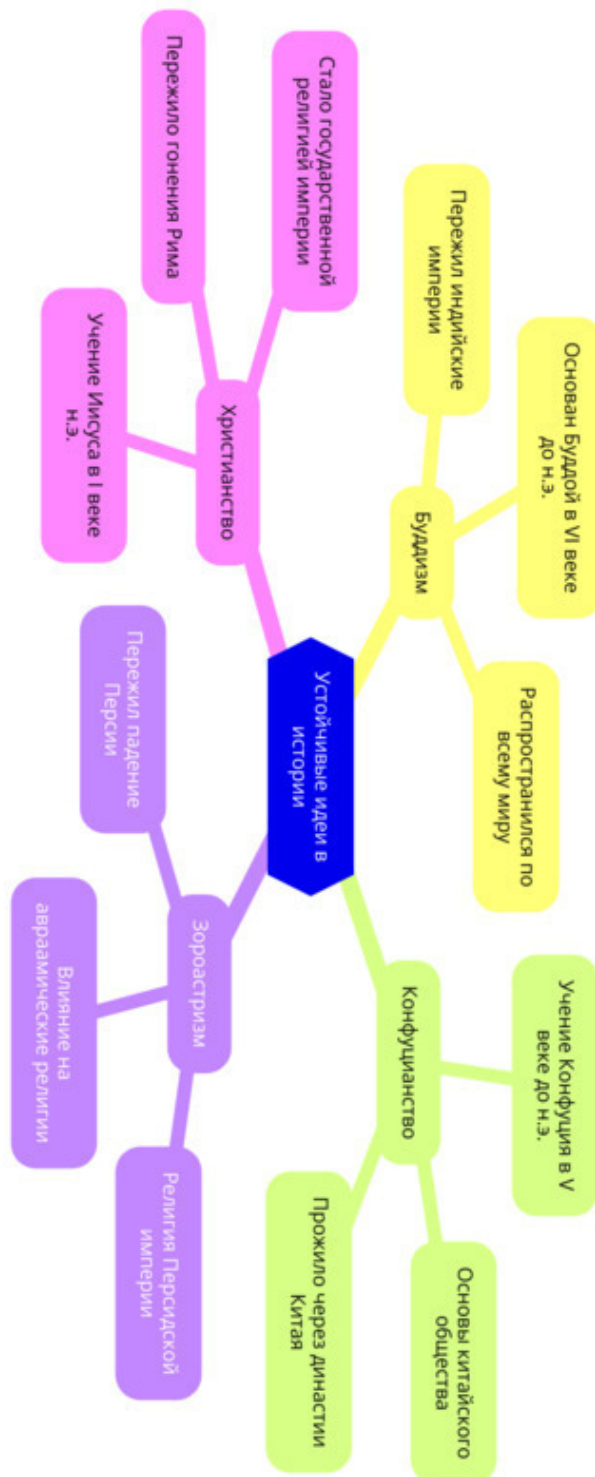 Устойчивые идеи в
истории
Христианство
Стало государственной
религией империи
Пережило гонения Рима
Учение Иисуса в I веке
н.э.
Буддизм
Пережил индийские
империи
Основан Буддой в VI веке
до н.э.
Распространился по
всему миру
Конфуцианство
Учение Конфуция в V
веке до н.э.
Основы китайского
общества
Прожило через династии
Китая
Зороастризм
Пережил падение
Персии
Влияние на
авраамические религии
Религия Персидской
империи